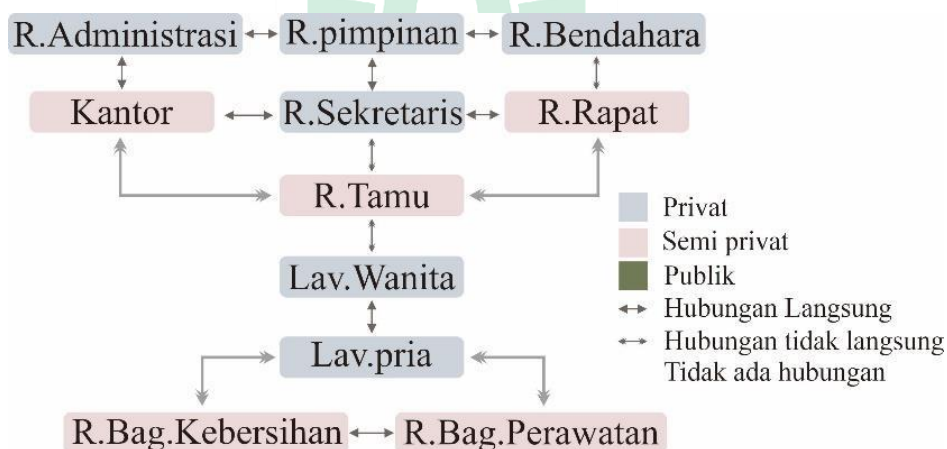 R.Administrasi R.pimpinan R.Bendahara
Kantor R.Sekretaris R.Rapat
R.Tamu
Lav.Wanita
Lav.pria
R.Bag.Kebersihan R.Bag.Perawatan
Privat
Semi privat
Publik
Hubungan Langsung
Hubungan tidak langsung
Tidak ada hubungan